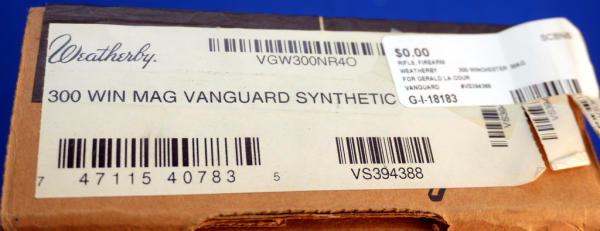 Weatherby.
VGW300NR4O
300 WIN MAG VANGUARD SYNTHETIC
7 47115 40783 5
VS394388
$0.00
RIFLE, FIREARM
WEATHERBY 300 WINCHESTER MAG
FOR GERALD LA COUR
VANGUARD #VS394388
G-I-18183